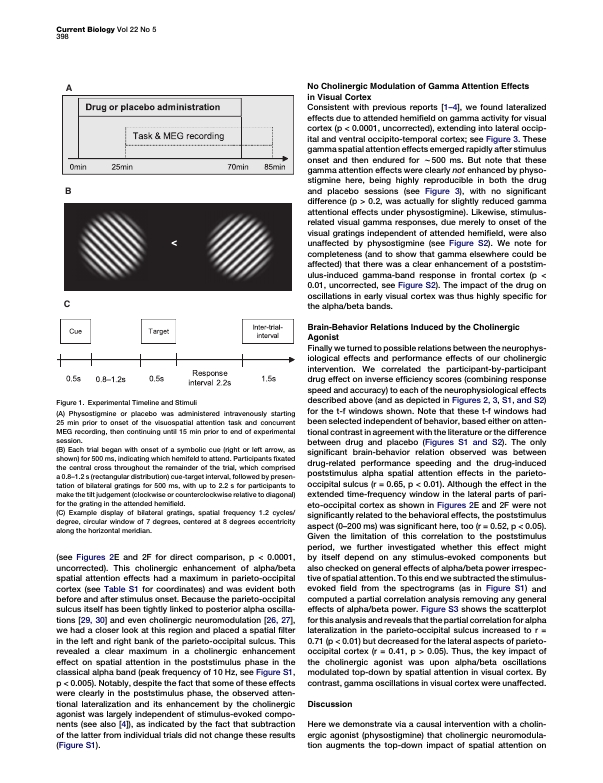 Current Biology Vol 22 No 5
398
A
Drug or placebo administration
Task & MEG recording
0min 25min 70min 85min
B
<
C
Cue Target Inter-trial-
interval
0.5s 0.8–1.2s 0.5s Response
interval 2.2s 1.5s
Figure 1. Experimental Timeline and Stimuli
(A) Physostigmine or placebo was administered intravenously starting
25 min prior to onset of the visuospatial attention task and concurrent
MEG recording, then continuing until 15 min prior to end of experimental
session.
(B) Each trial began with onset of a symbolic cue (right or left arrow, as
shown) for 500 ms, indicating which hemifield to attend. Participants fixated
the central cross throughout the remainder of the trial, which comprised
a 0.8–1.2 s (rectangular distribution) cue-target interval, followed by presen-
tation of bilateral gratings for 500 ms, with up to 2.2 s for participants to
make the tilt judgement (clockwise or counterclockwise relative to diagonal)
for the grating in the attended hemifield.
(C) Example display of bilateral gratings, spatial frequency 1.2 cycles/
degree, circular window of 7 degrees, centered at 8 degrees eccentricity
along the horizontal meridian.
(see Figures 2E and 2F for direct comparison, p < 0.0001,
uncorrected). This cholinergic enhancement of alpha/beta
spatial attention effects had a maximum in parieto-occipital
cortex (see Table S1 for coordinates) and was evident both
before and after stimulus onset. Because the parieto-occipital
sulcus itself has been tightly linked to posterior alpha oscilla-
tions [29, 30] and even cholinergic neuromodulation [26, 27],
we had a closer look at this region and placed a spatial filter
in the left and right bank of the parieto-occipital sulcus. This
revealed a clear maximum in a cholinergic enhancement
effect on spatial attention in the poststimulus phase in the
classical alpha band (peak frequency of 10 Hz, see Figure S1,
p < 0.005). Notably, despite the fact that some of these effects
were clearly in the poststimulus phase, the observed atten-
tional lateralization and its enhancement by the cholinergic
agonist was largely independent of stimulus-evoked compo-
nents (see also [4]), as indicated by the fact that subtraction
of the latter from individual trials did not change these results
(Figure S1).
No Cholinergic Modulation of Gamma Attention Effects
in Visual Cortex
Consistent with previous reports [1–4], we found lateralized
effects due to attended hemifield on gamma activity for visual
cortex (p < 0.0001, uncorrected), extending into lateral occip-
ital and ventral occipito-temporal cortex; see Figure 3. These
gamma spatial attention effects emerged rapidly after stimulus
onset and then endured for ~500 ms. But note that these
gamma attention effects were clearly not enhanced by physo-
stigmine here, being highly reproducible in both the drug
and placebo sessions (see Figure 3), with no significant
difference (p > 0.2, was actually for slightly reduced gamma
attentional effects under physostigmine). Likewise, stimulus-
related visual gamma responses, due merely to onset of the
visual gratings independent of attended hemifield, were also
unaffected by physostigmine (see Figure S2). We note for
completeness (and to show that gamma elsewhere could be
affected) that there was a clear enhancement of a poststim-
ulus-induced gamma-band response in frontal cortex (p <
0.01, uncorrected, see Figure S2). The impact of the drug on
oscillations in early visual cortex was thus highly specific for
the alpha/beta bands.
Brain-Behavior Relations Induced by the Cholinergic
Agonist
Finally we turned to possible relations between the neurophys-
iological effects and performance effects of our cholinergic
intervention. We correlated the participant-by-participant
drug effect on inverse efficiency scores (combining response
speed and accuracy) to each of the neurophysiological effects
described above (and as depicted in Figures 2, 3, S1, and S2)
for the t-f windows shown. Note that these t-f windows had
been selected independent of behavior, based either on atten-
tional contrast in agreement with the literature or the difference
between drug and placebo (Figures S1 and S2). The only
significant brain-behavior relation observed was between
drug-related performance speeding and the drug-induced
poststimulus alpha spatial attention effects in the parieto-
occipital sulcus (r = 0.65, p < 0.01). Although the effect in the
extended time-frequency window in the lateral parts of pari-
eto-occipital cortex as shown in Figures 2E and 2F were not
significantly related to the behavioral effects, the poststimulus
aspect (0–200 ms) was significant here, too (r = 0.52, p < 0.05).
Given the limitation of this correlation to the poststimulus
period, we further investigated whether this effect might
by itself depend on any stimulus-evoked components but
also checked on general effects of alpha/beta power irrespec-
tive of spatial attention. To this end we subtracted the stimulus-
evoked field from the spectrograms (as in Figure S1) and
computed a partial correlation analysis removing any general
effects of alpha/beta power. Figure S3 shows the scatterplot
for this analysis and reveals that the partial correlation for alpha
lateralization in the parieto-occipital sulcus increased to r =
0.71 (p < 0.01) but decreased for the lateral aspects of parieto-
occipital cortex (r = 0.41, p > 0.05). Thus, the key impact of
the cholinergic agonist was upon alpha/beta oscillations
modulated top-down by spatial attention in visual cortex. By
contrast, gamma oscillations in visual cortex were unaffected.
Discussion
Here we demonstrate via a causal intervention with a cholin-
ergic agonist (physostigmine) that cholinergic neuromodula-
tion augments the top-down impact of spatial attention on